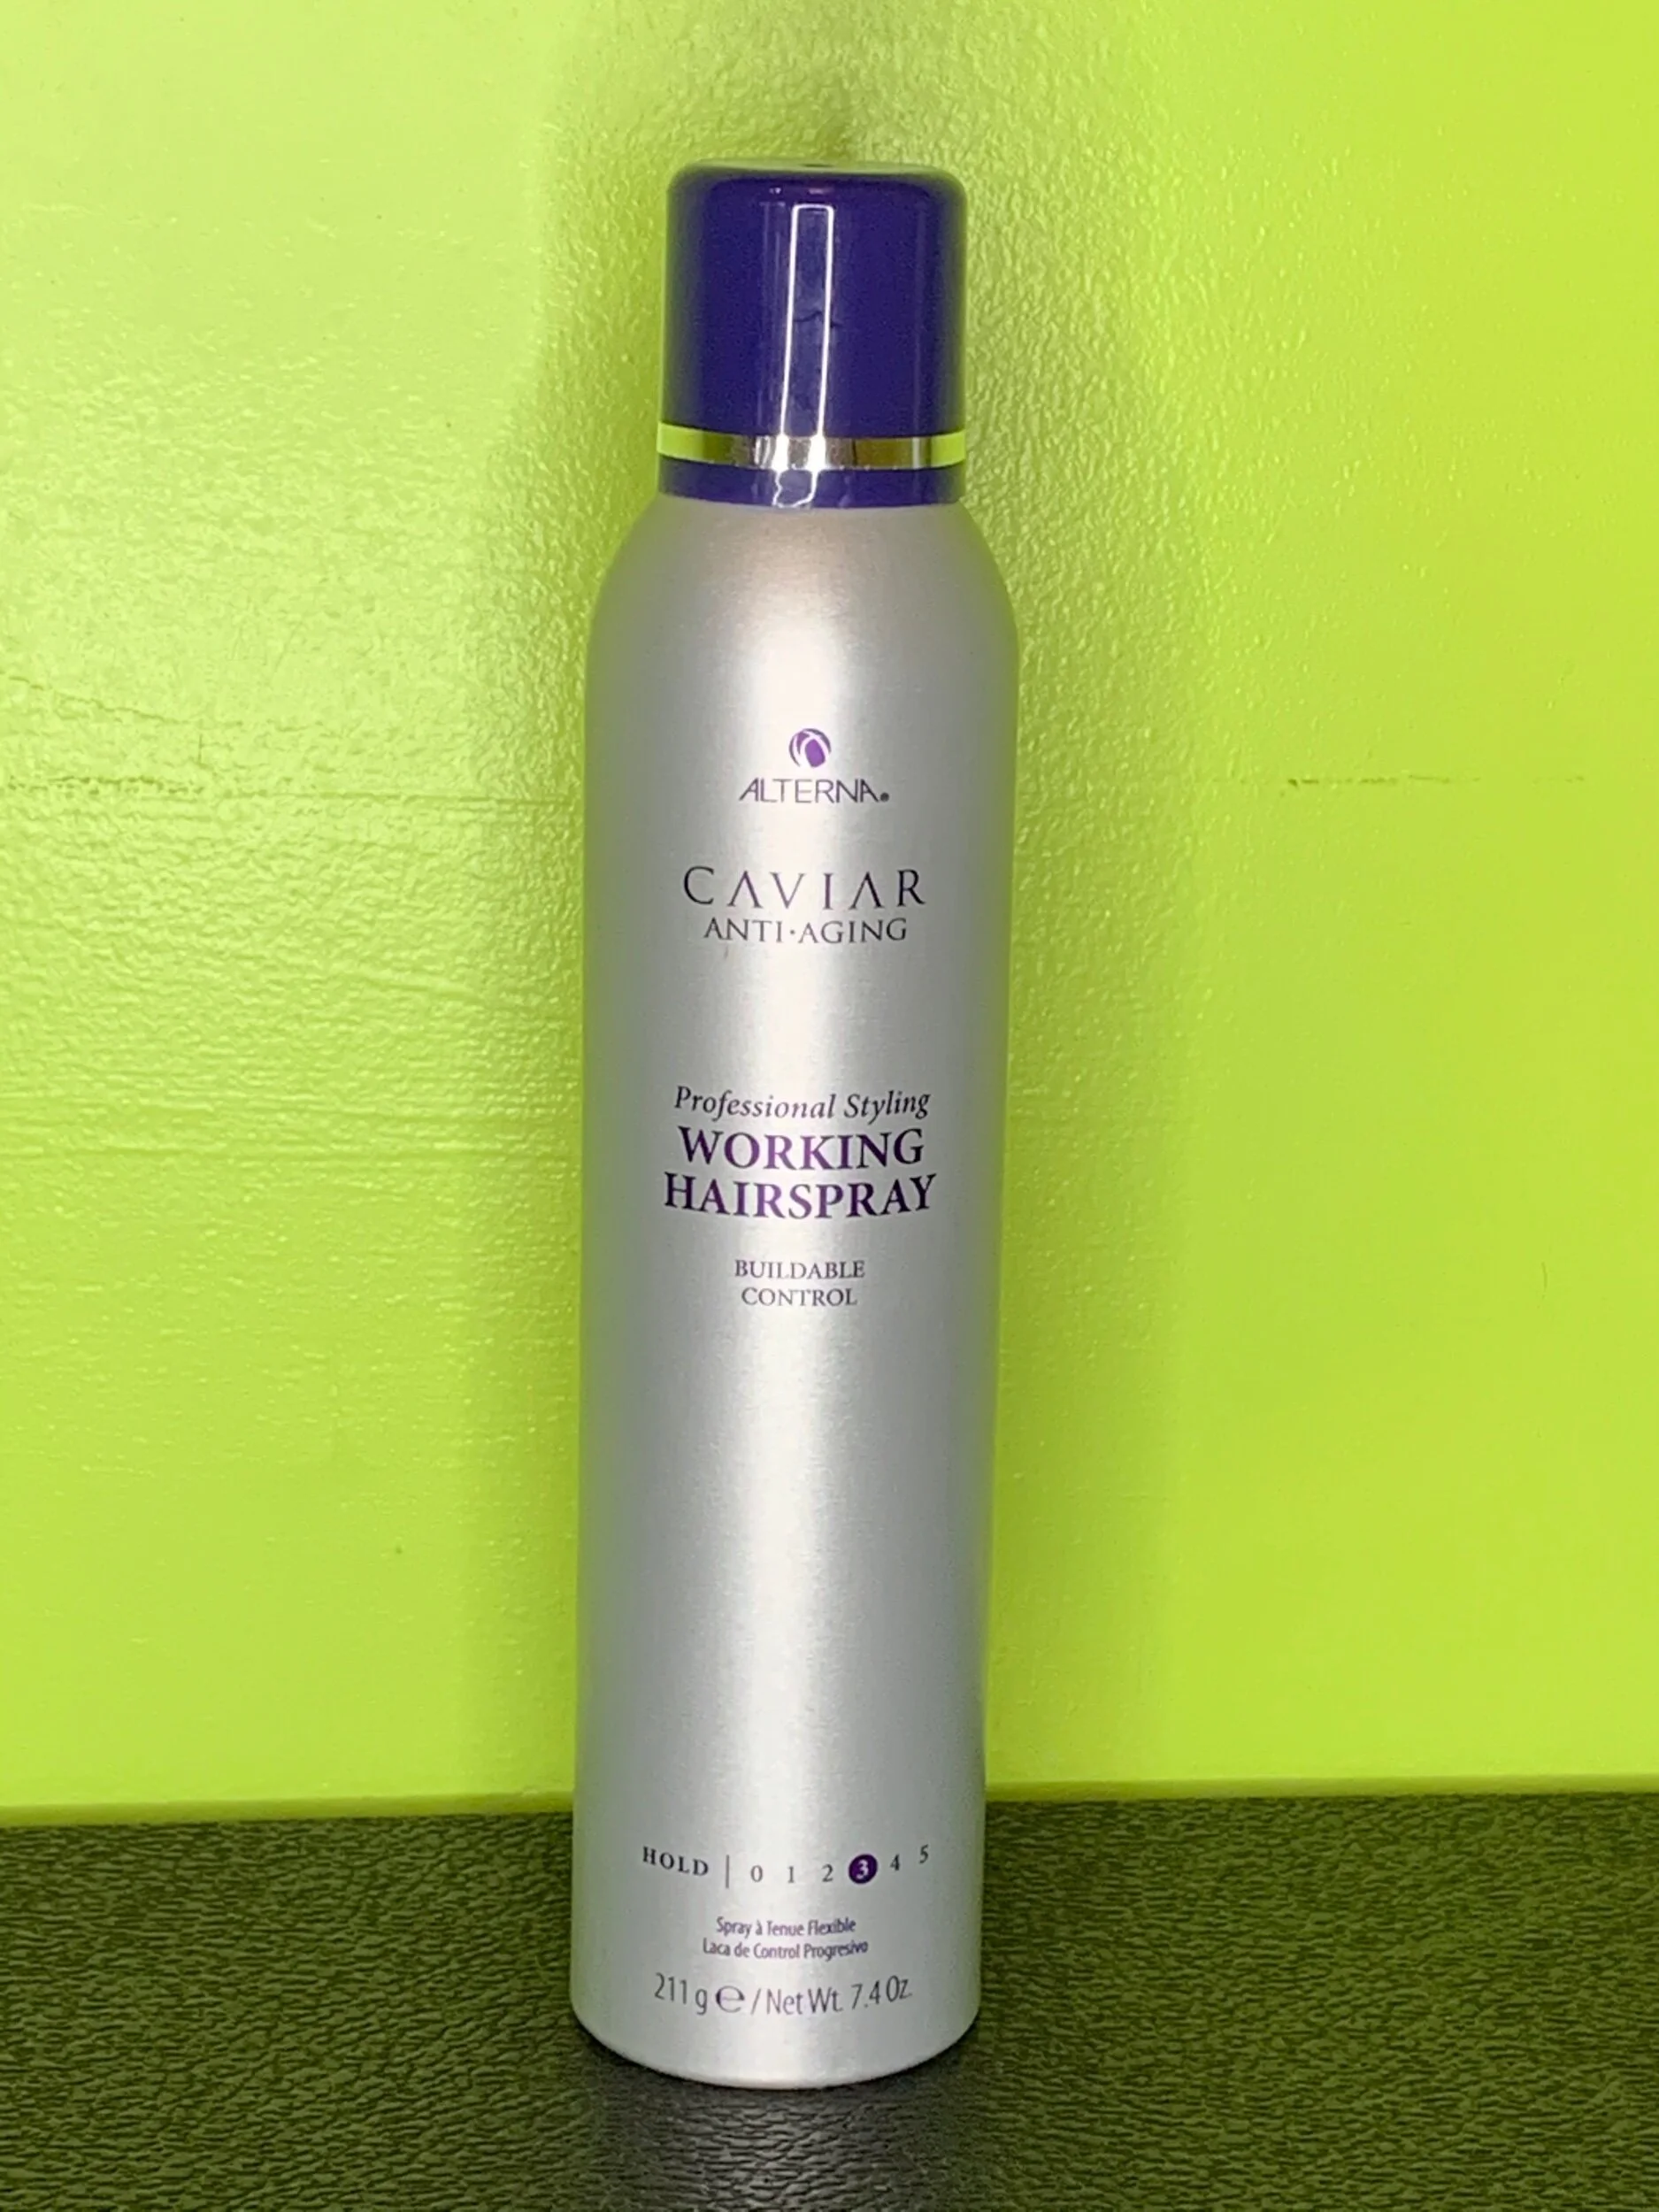 ALTERNA®
CAVIAR
ANTI·AGING
Professional Styling
WORKING
HAIRSPRAY
BUILDABLE
CONTROL
HOLD | 0 1 2 3 4 5
Spray à Tenue Flexible
Laca de Control Progresivo
211 g ℮ / Net Wt. 7.4 Oz.